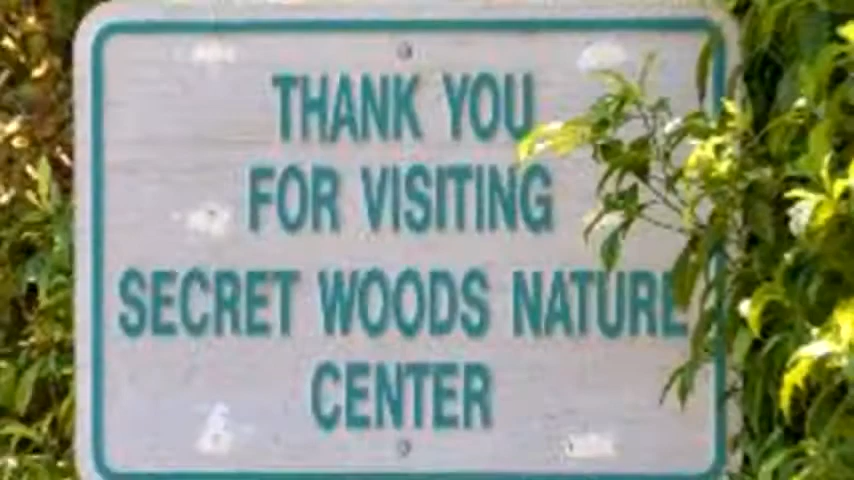 THANK YOU
FOR VISITING
SECRET WOODS NATURE
CENTER